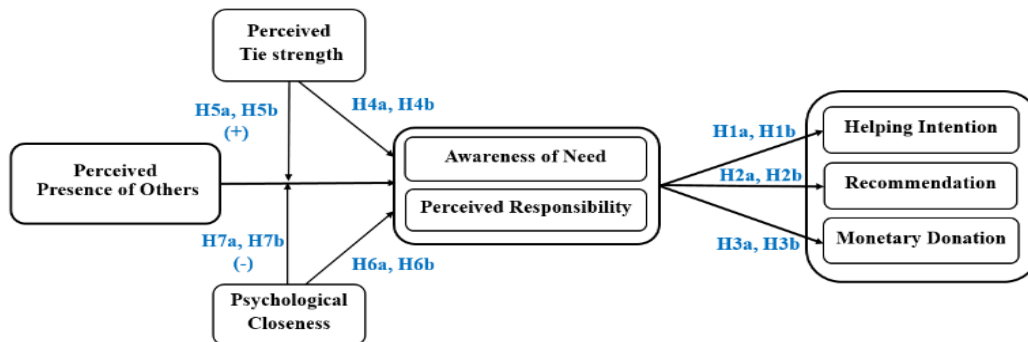 Perceived
Tie strength
H5a, H5b
(+)
H4a, H4b
Perceived
Presence of Others
Awareness of Need
Perceived Responsibility
H7a, H7b
(-)
H6a, H6b
Psychological
Closeness
H1a, H1b
H2a, H2b
H3a, H3b
Helping Intention
Recommendation
Monetary Donation